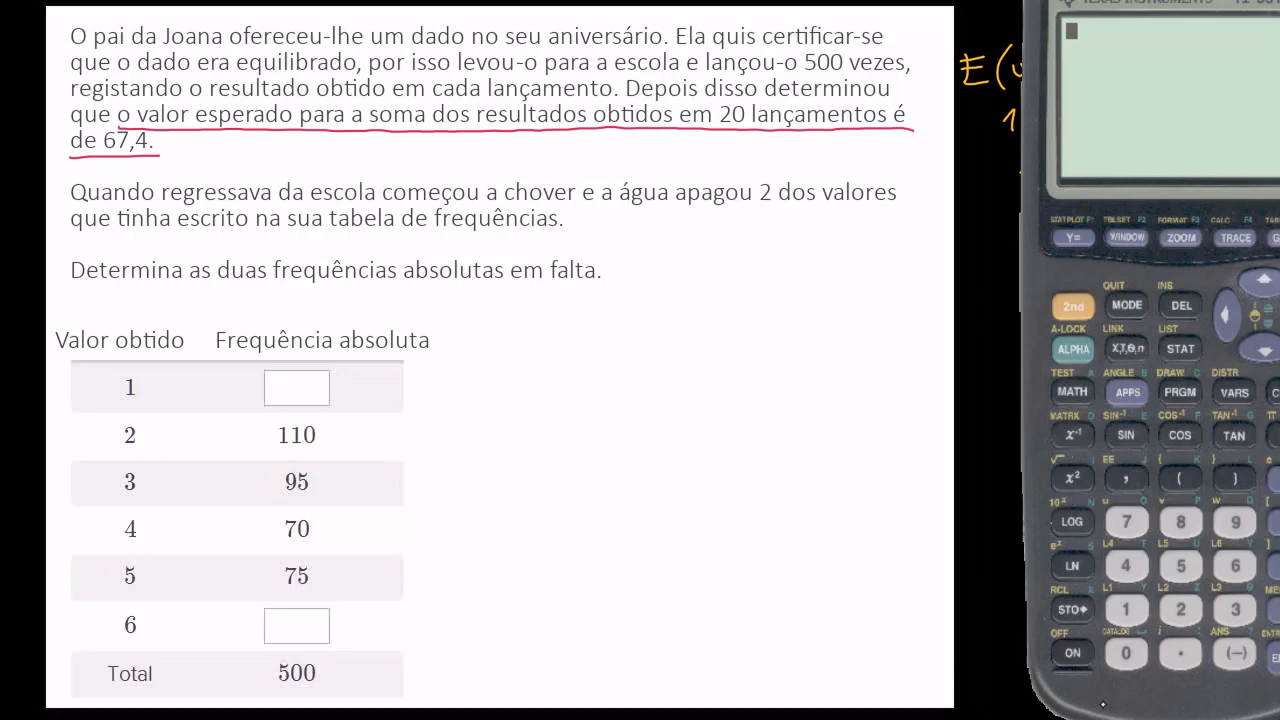 O pai da Joana ofereceu-lhe um dado no seu aniversário. Ela quis certificar-se
que o dado era equilibrado, por isso levou-o para a escola e lançou-o 500 vezes,
registando o resultado obtido em cada lançamento. Depois disso determinou
que o valor esperado para a soma dos resultados obtidos em 20 lançamentos é
de 67,4.
Quando regressava da escola começou a chover e a água apagou 2 dos valores
que tinha escrito na sua tabela de frequências.
Determina as duas frequências absolutas em falta.
Valor obtido Frequência absoluta
1
2 110
3 95
4 70
5 75
6
Total 500
E(
TEXAS INSTRUMENTS
STAT PLOT F1 TBLSET F2 FORMAT F3 CALC F4
Y= WINDOW ZOOM TRACE
QUIT INS
2nd MODE DEL
A-LOCK LINK LIST
ALPHA X,T,Θ,n STAT
TEST A ANGLE B DRAW C DISTR
MATH APPS PRGM VARS
MATRX D SIN⁻¹ E COS⁻¹ F TAN⁻¹ G π
x⁻¹ SIN COS TAN
√ I EE J { K } L e
x² , ( )
10ˣ N u O v P w Q [
LOG 7 8 9
eˣ S L4 T L5 U L6 V ]
LN 4 5 6
RCL X L1 Y L2 Z L3 θ
STO 1 2 3
OFF CATALOG i : ANS ?
ON 0 . (–)